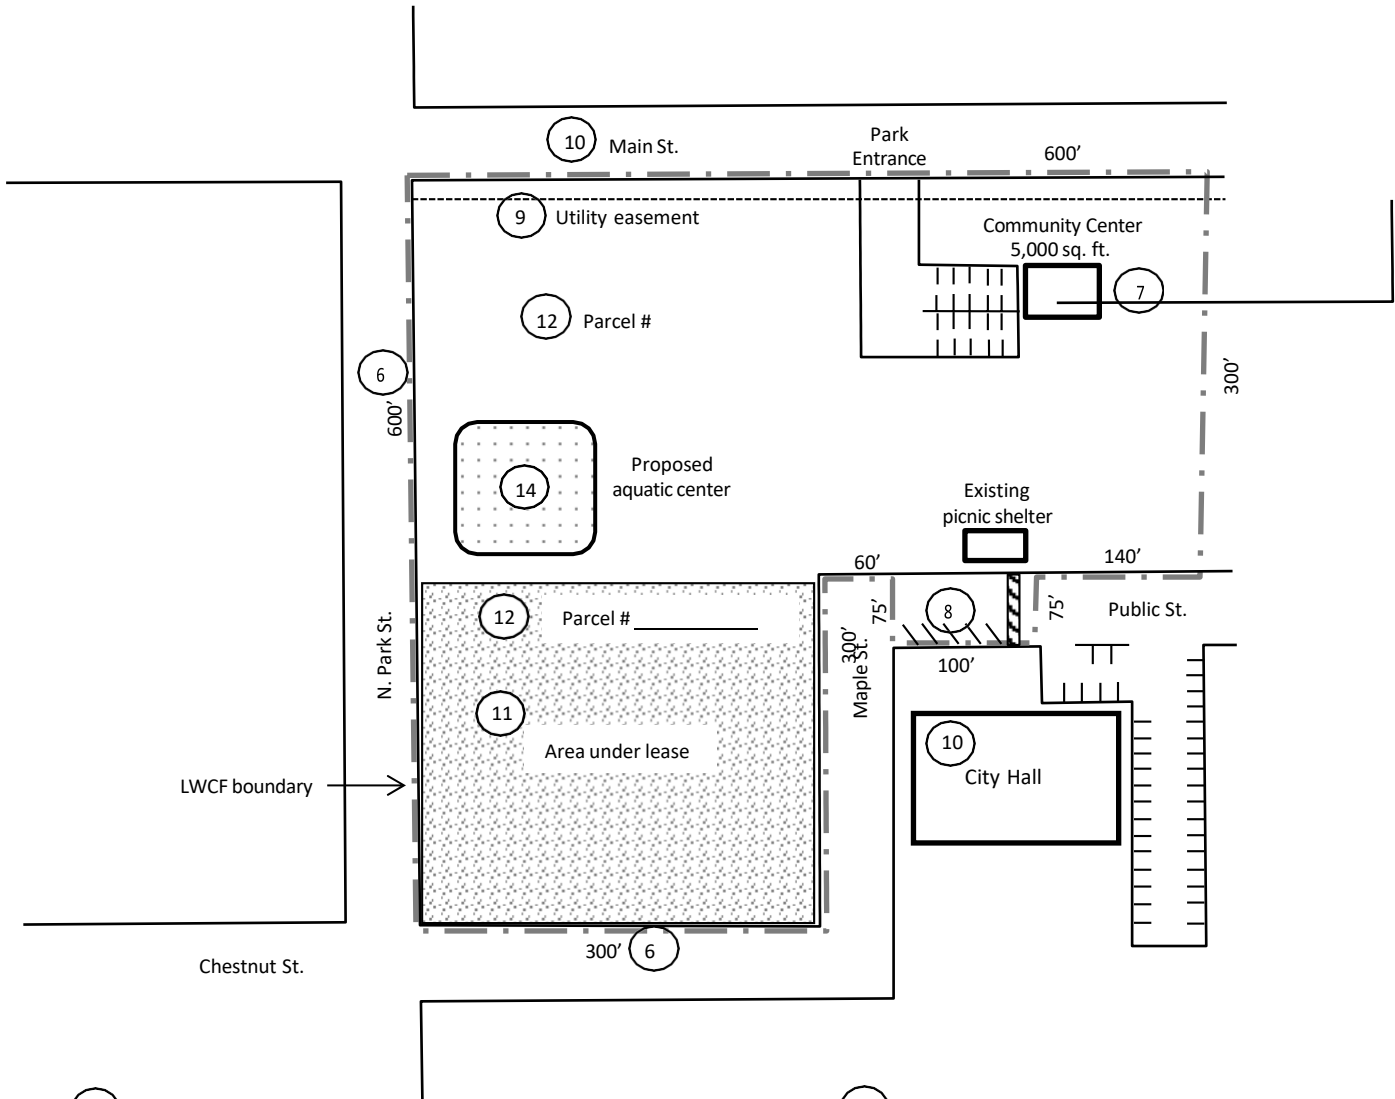 Park
Entrance
10 Main St.
600’
9 Utility easement
Community Center
5,000 sq. ft.
7
12 Parcel #
6
600’
300’
14
Proposed
aquatic center
Existing
picnic shelter
60’
140’
12 Parcel #
75’
8
75’
Public St.
300’
Maple St.
100’
N. Park St.
11
Area under lease
10
City Hall
LWCF boundary
300’ 6
Chestnut St.